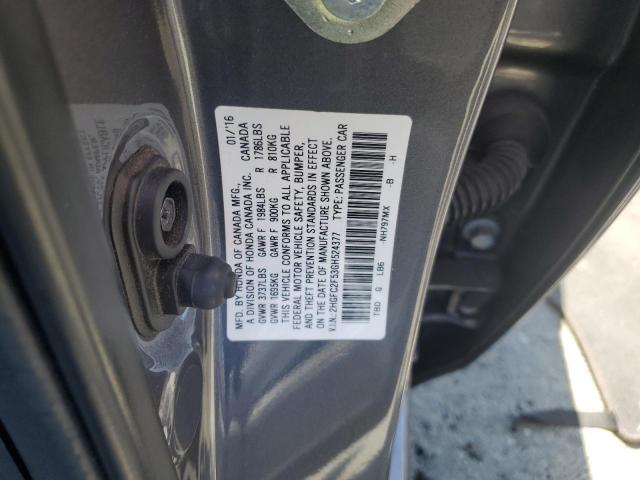 MFD. BY HONDA OF CANADA MFG., 01/16
A DIVISION OF HONDA CANADA INC. CANADA
GVWR 3737LBS GAWR F 1984LBS R 1786LBS
GVWR 1695KG GAWR F 900KG R 810KG
THIS VEHICLE CONFORMS TO ALL APPLICABLE
FEDERAL MOTOR VEHICLE SAFETY, BUMPER,
AND THEFT PREVENTION STANDARDS IN EFFECT
ON THE DATE OF MANUFACTURE SHOWN ABOVE.
V.I.N.:2HGFC2F53GH524377 TYPE: PASSENGER CAR
TBD G LB6 -NH797MX -B -H